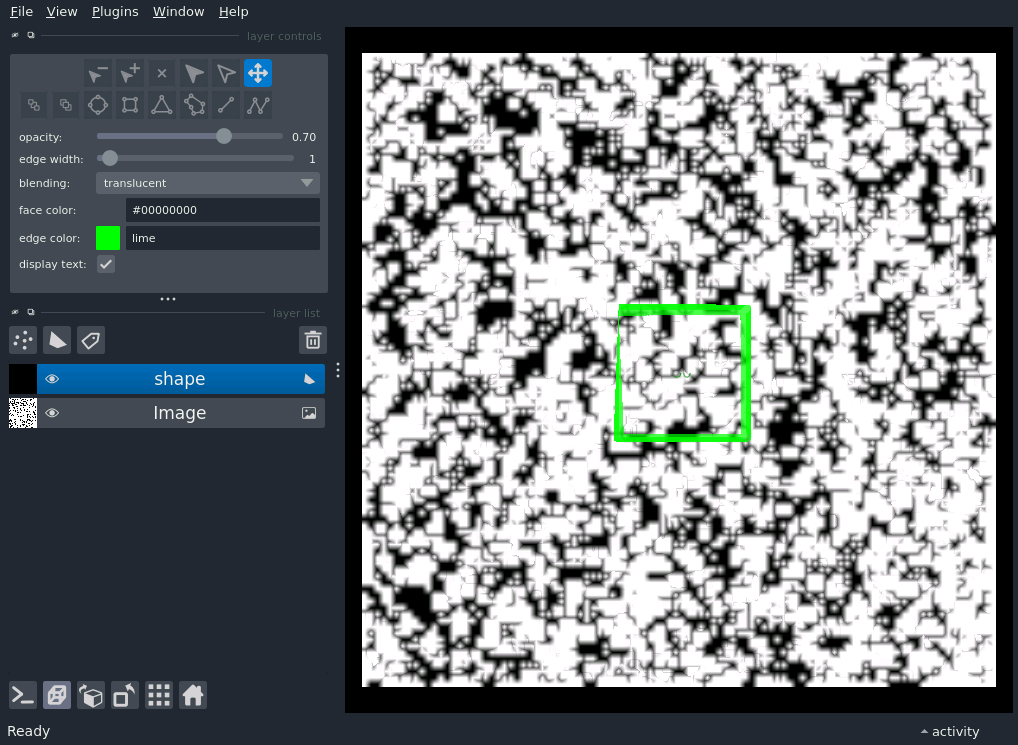 File View Plugins Window Help
layer controls
opacity: 0.70
edge width: 1
blending: translucent
face color: #00000000
edge color: lime
display text:
layer list
shape
Image
Ready
activity